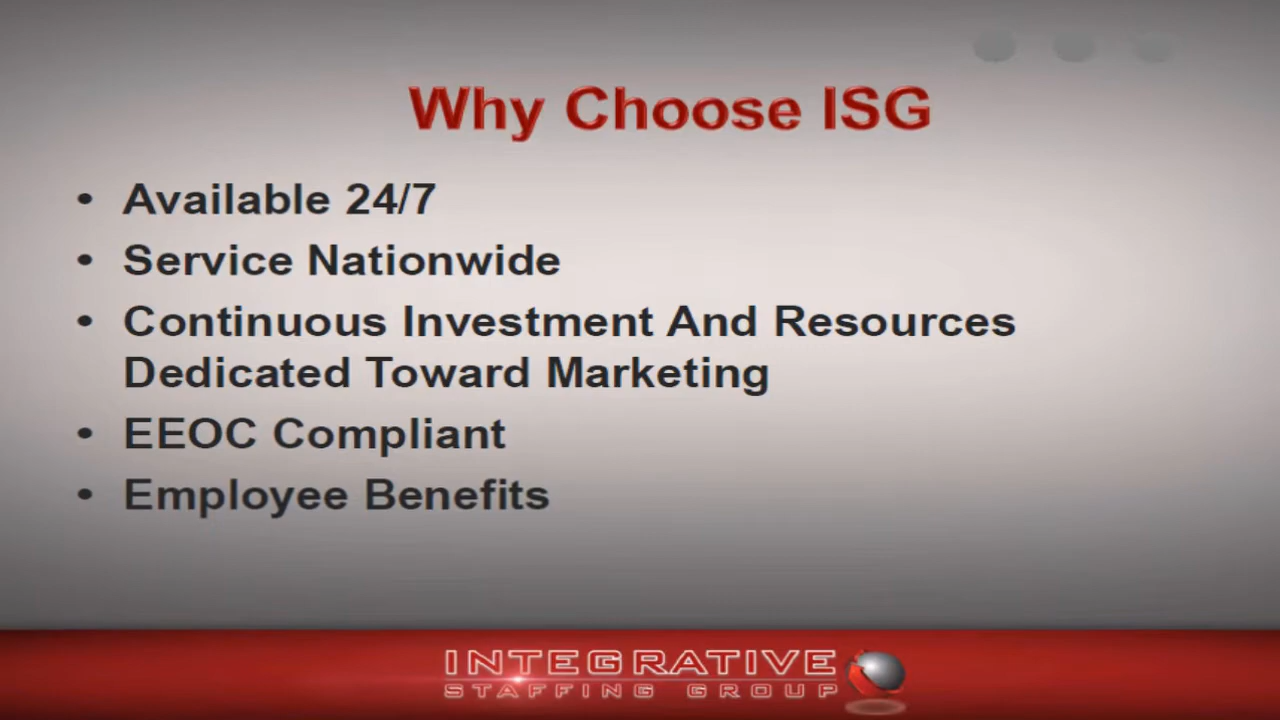 Why Choose ISG
• Available 24/7
• Service Nationwide
• Continuous Investment And Resources
Dedicated Toward Marketing
• EEOC Compliant
• Employee Benefits
INTEGRATIVE
STAFFING GROUP